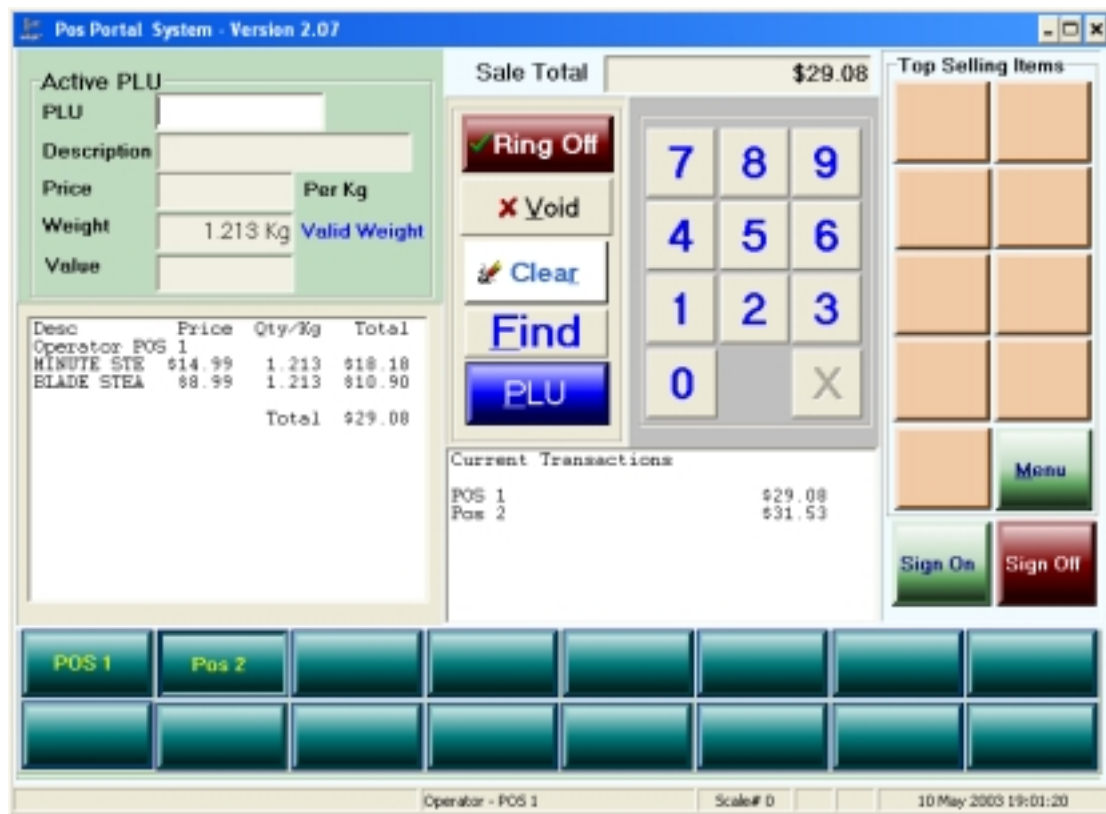 Pos Portal System - Version 2.07
Active PLU
PLU
Description
Price Per Kg
Weight 1.213 Kg Valid Weight
Value
Sale Total $29.08
Ring Off
Void
Clear
Find
PLU
7 8 9
4 5 6
1 2 3
0 X
Top Selling Items
Menu
Sign On Sign Off
Desc Price Qty/Kg Total
Operator POS 1
MINUTE STE $14.99 1.213 $18.18
BLADE STEA $8.99 1.213 $10.90
Total $29.08
Current Transactions
POS 1 $29.08
Pos 2 $31.53
POS 1 Pos 2
Operator - POS 1 Scale# 0 10 May 2003 19:01:20